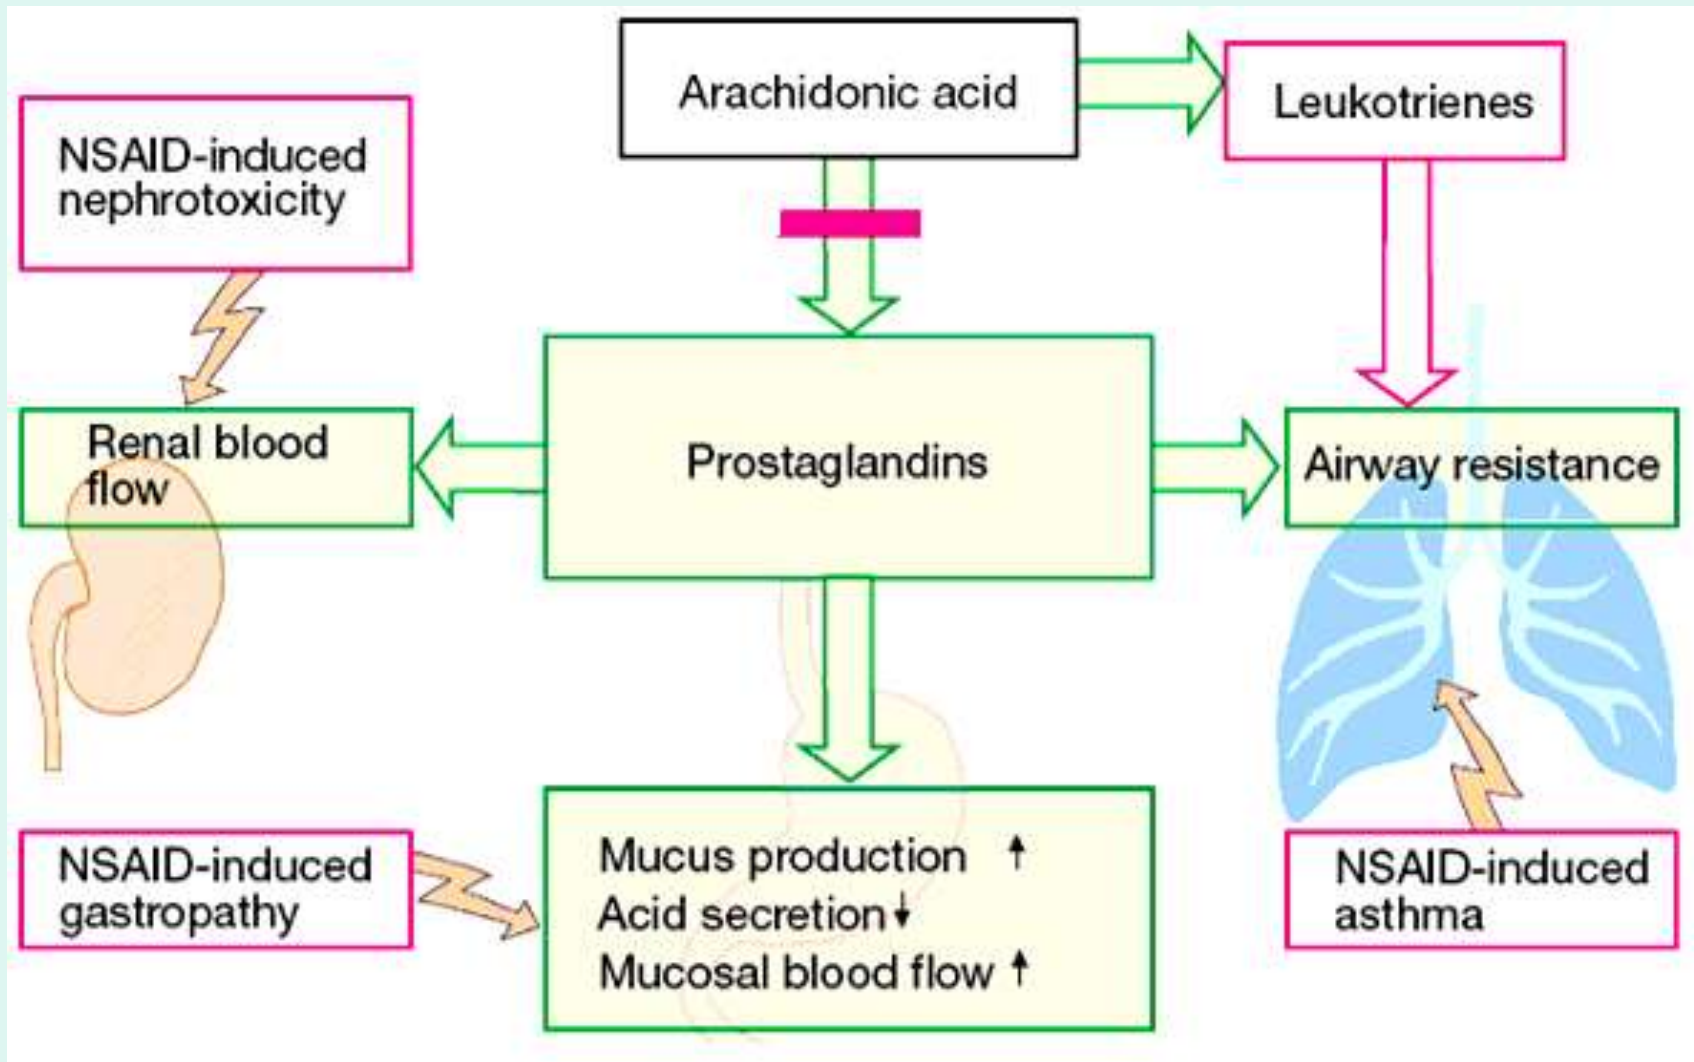 Arachidonic acid
Leukotrienes
NSAID-induced
nephrotoxicity
Renal blood
flow
Prostaglandins
Airway resistance
NSAID-induced
gastropathy
Mucus production ↑
Acid secretion ↓
Mucosal blood flow ↑
NSAID-induced
asthma